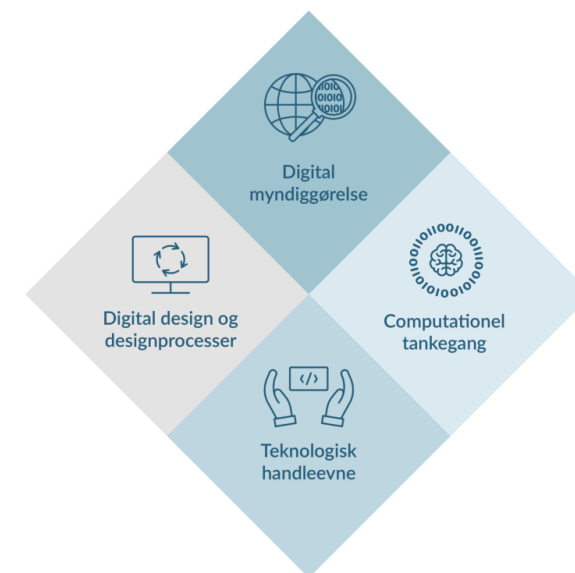 Digital
myndiggørelse
Digital design og
designprocesser
Computationel
tankegang
</>
Teknologisk
handleevne